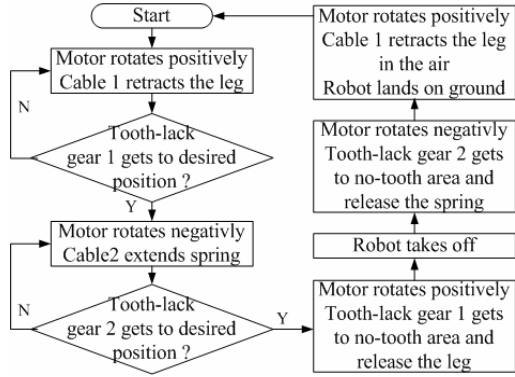 Start
Motor rotates positively
Cable 1 retracts the leg
N
Tooth-lack
gear 1 gets to desired
position ?
Y
Motor rotates negativly
Cable2 extends spring
N
Tooth-lack
gear 2 gets to desired
position ?
Y
Motor rotates positively
Tooth-lack gear 1 gets
to no-tooth area and
release the leg
Robot takes off
Motor rotates negativly
Tooth-lack gear 2 gets
to no-tooth area and
release the spring
Motor rotates positively
Cable 1 retracts the leg
in the air
Robot lands on ground